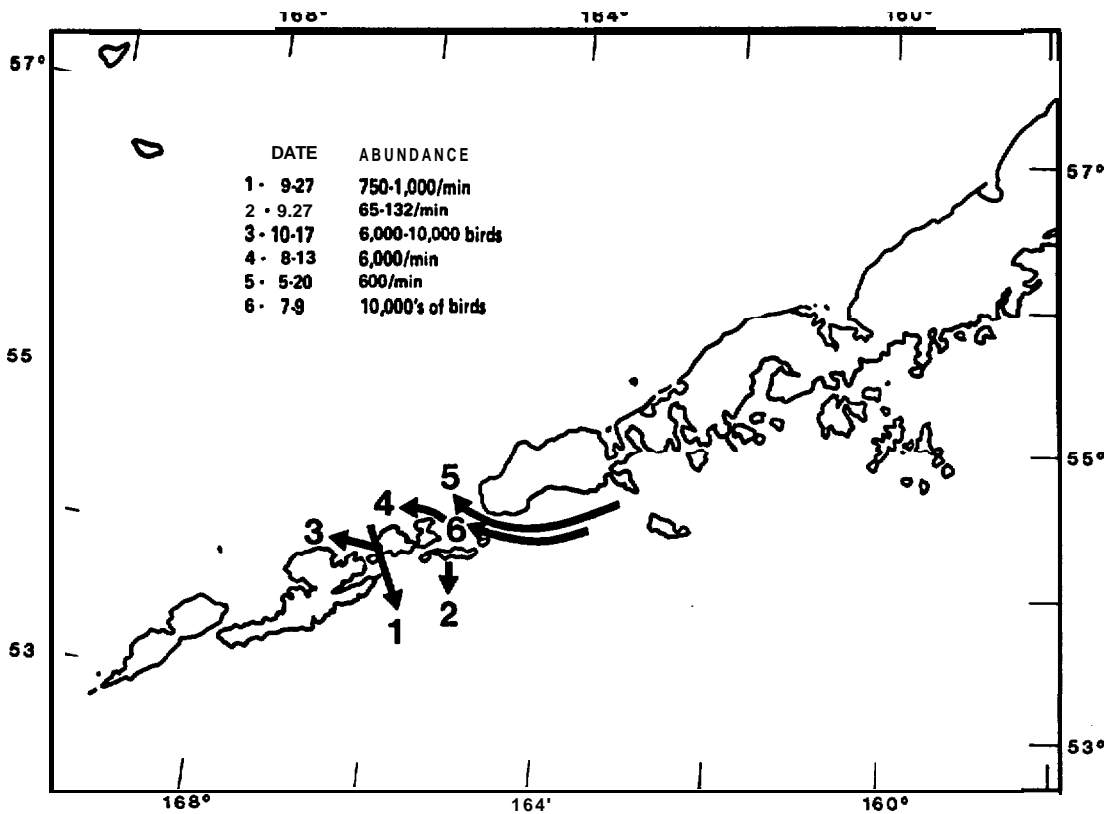 168° 164° 160°
57°
DATE ABUNDANCE
57°
1 · 9-27 750-1,000/min
2 · 9.27 65-132/min
3 · 10-17 6,000-10,000 birds
4 · 8-13 6,000/min
5 · 5-20 600/min
6 · 7-9 10,000's of birds
55
55°
5
4
6
3
2
1
53
53°
168° 164' 160°